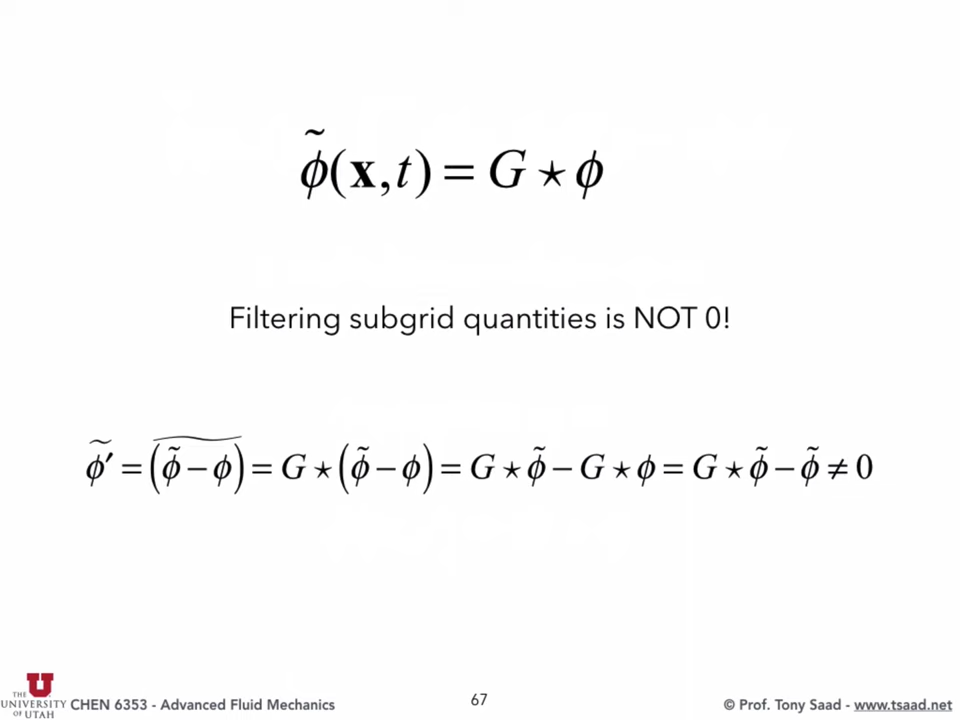 φ̃(x,t) = G ⋆ φ
Filtering subgrid quantities is NOT 0!
φ̃′ = (φ̃ − φ)͠ = G ⋆ (φ̃ − φ) = G ⋆ φ̃ − G ⋆ φ = G ⋆ φ̃ − φ̃ ≠ 0
U
THE
UNIVERSITY
OF UTAH
CHEN 6353 - Advanced Fluid Mechanics
67
© Prof. Tony Saad - www.tsaad.net